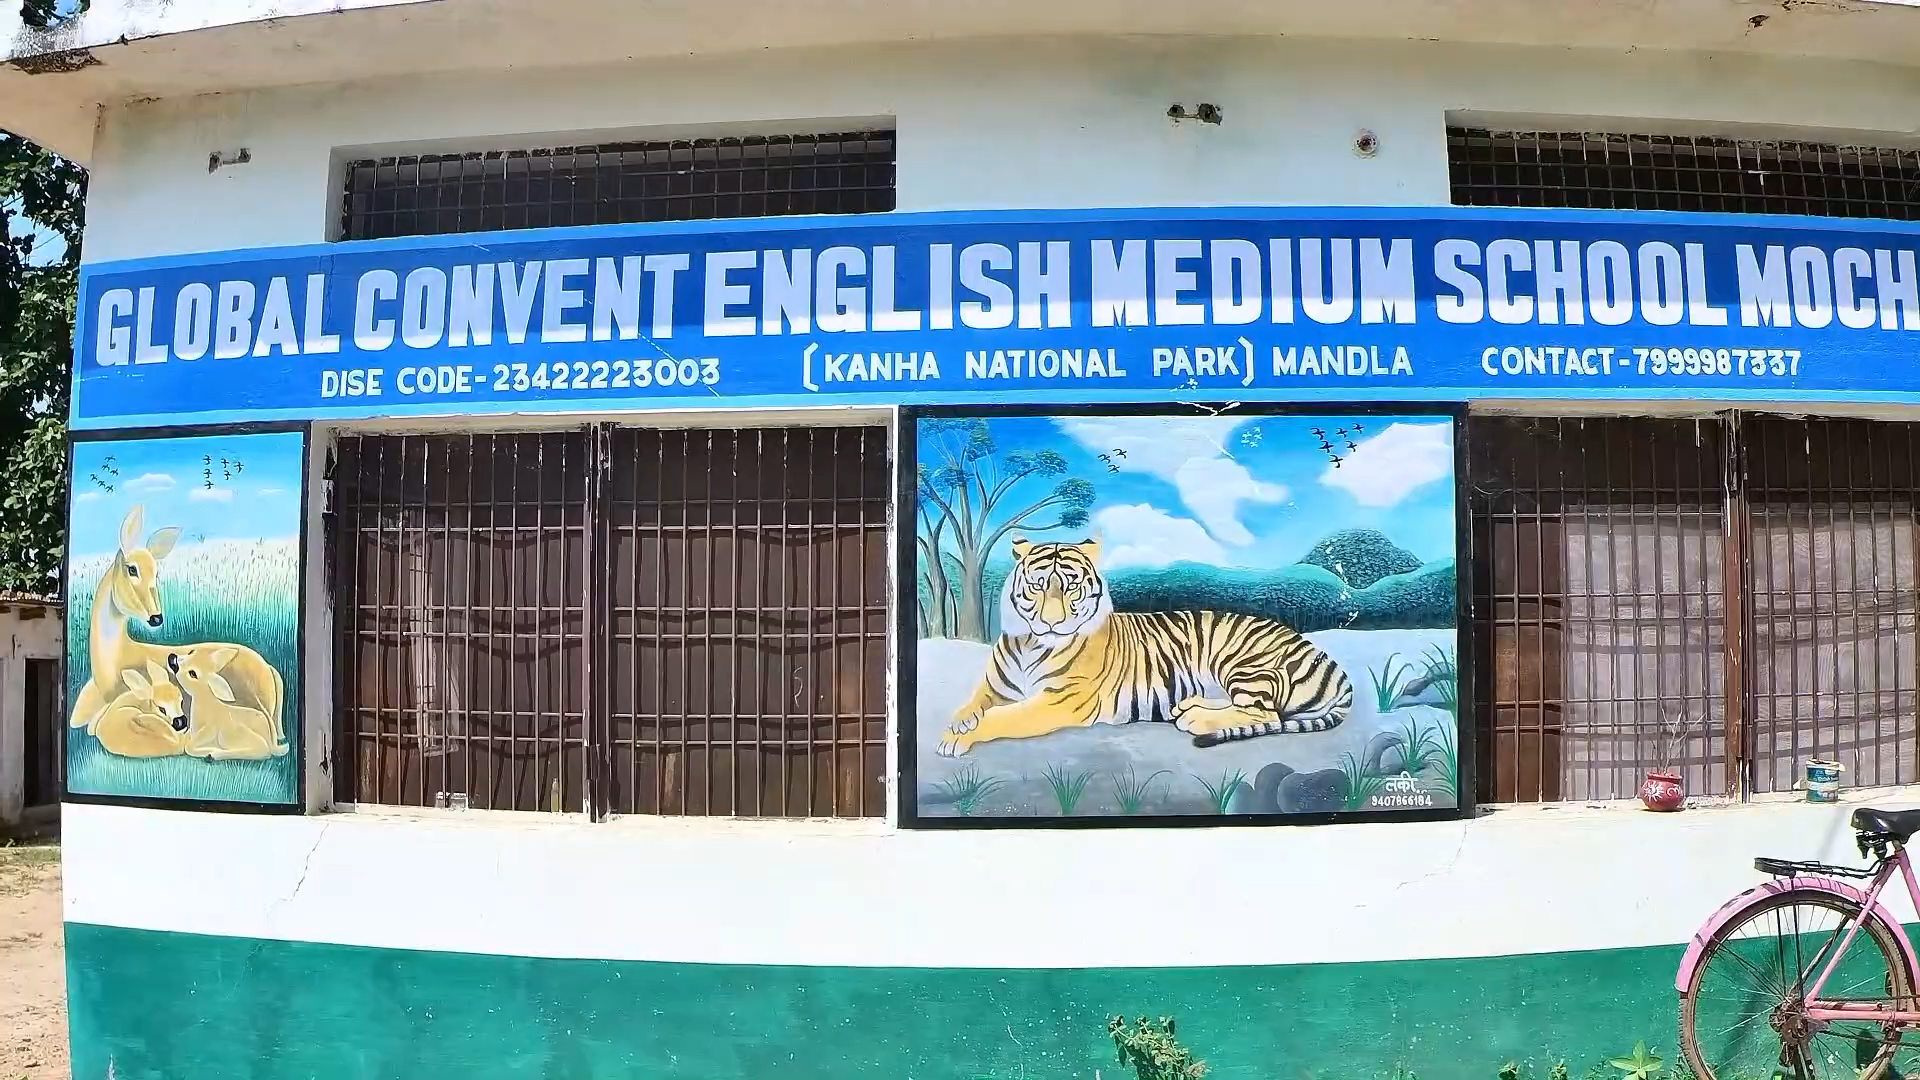 GLOBAL CONVENT ENGLISH MEDIUM SCHOOL MOCH
DISE CODE-23422223003 (KANHA NATIONAL PARK) MANDLA CONTACT-7999987337
लकी..
9407866184